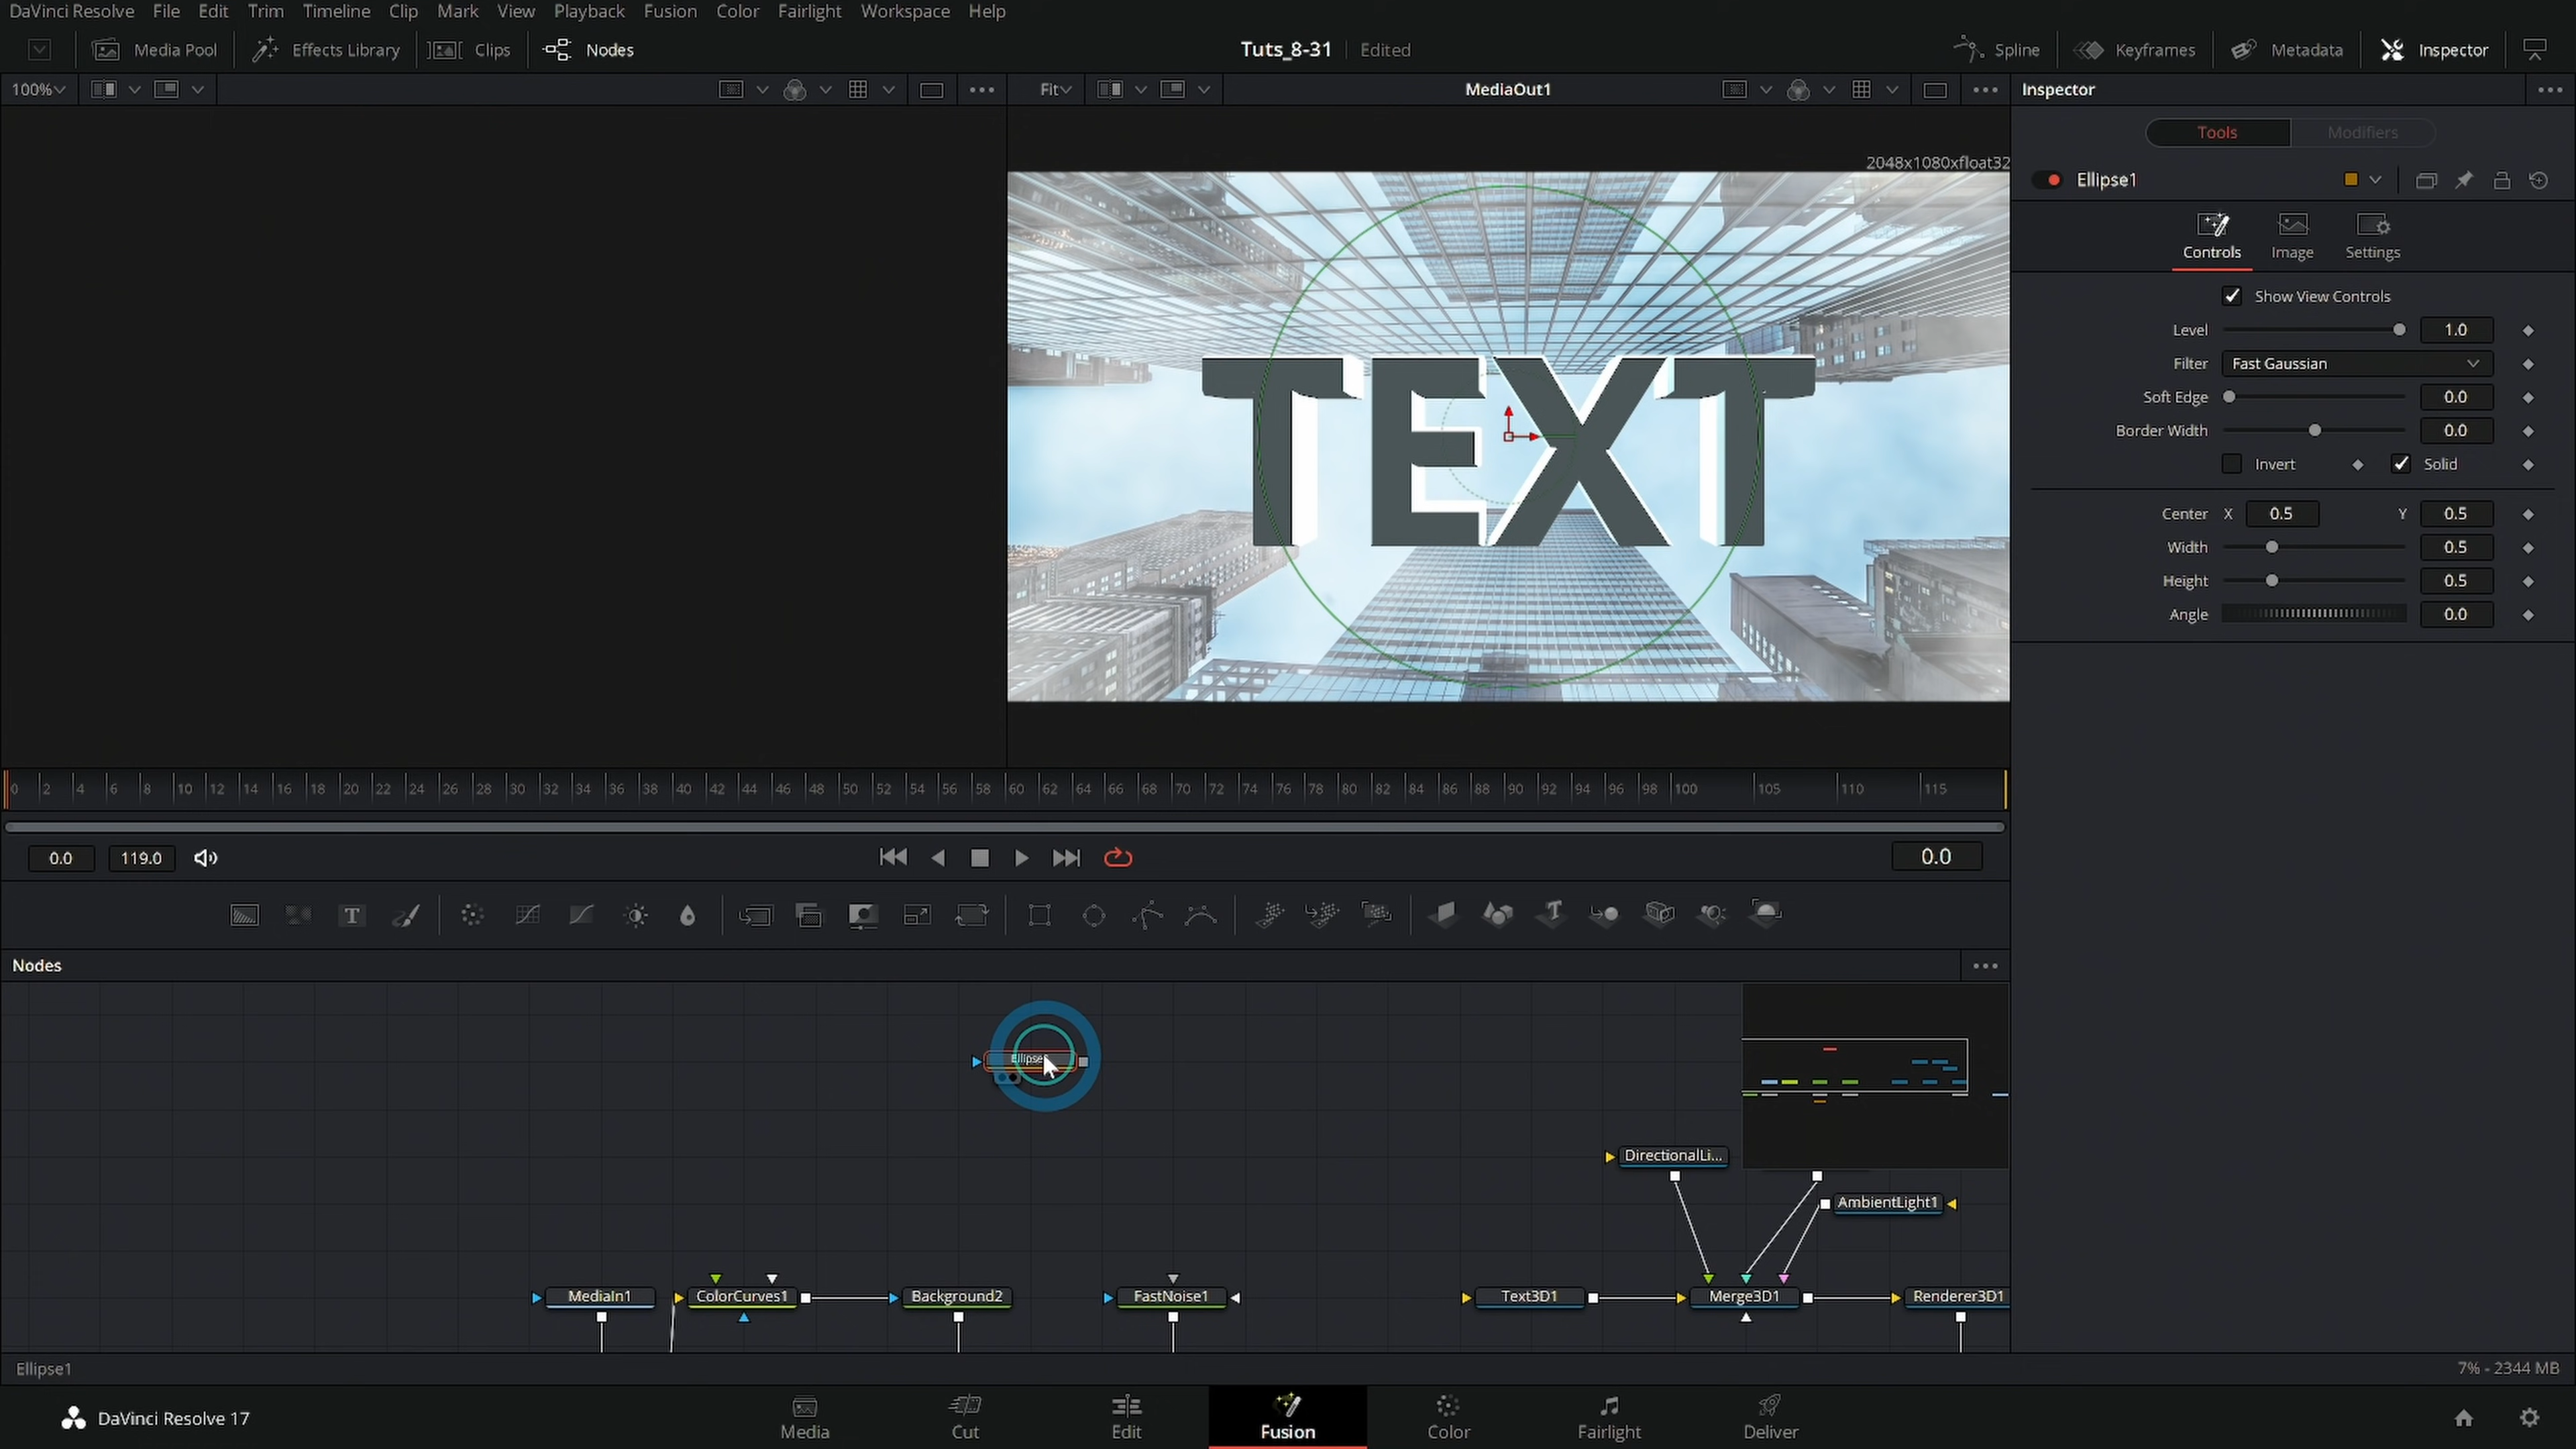 DaVinci Resolve File Edit Trim Timeline Clip Mark View Playback Fusion Color Fairlight Workspace Help
Media Pool Effects Library Clips Nodes Tuts_8-31 Edited Spline Keyframes Metadata Inspector
100% Fit MediaOut1 Inspector
Tools Modifiers
2048x1080xfloat32
Ellipse1
Controls Image Settings
Show View Controls
Level 1.0
Filter Fast Gaussian
Soft Edge 0.0
Border Width 0.0
Invert Solid
Center X 0.5 Y 0.5
Width 0.5
Height 0.5
Angle 0.0
TEXT
0 2 4 6 8 10 12 14 16 18 20 22 24 26 28 30 32 34 36 38 40 42 44 46 48 50 52 54 56 58 60 62 64 66 68 70 72 74 76 78 80 82 84 86 88 90 92 94 96 98 100 105 110 115
0.0 119.0 0.0
T
Nodes
DirectionalLi...
AmbientLight1
MediaIn1 ColorCurves1 Background2 FastNoise1 Text3D1 Merge3D1 Renderer3D1
Ellipse1 7% - 2344 MB
DaVinci Resolve 17 Media Cut Edit Fusion Color Fairlight Deliver